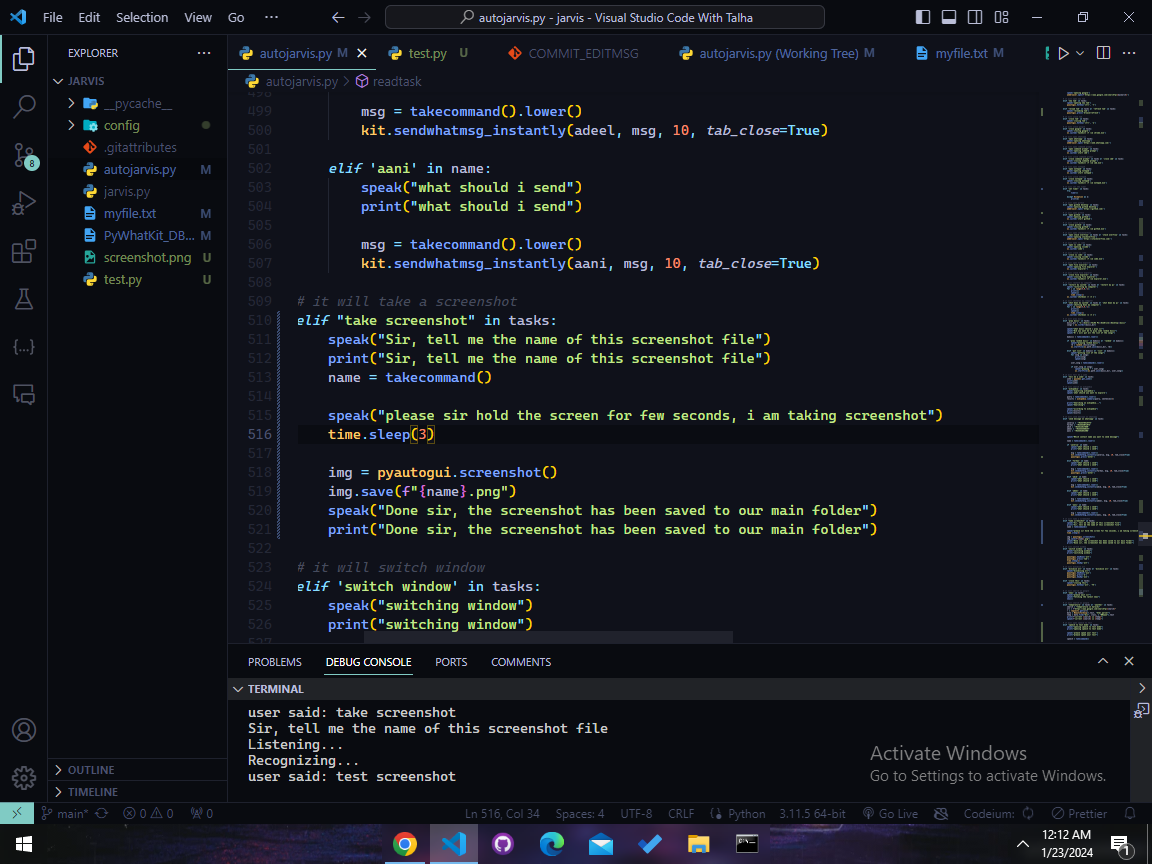 File Edit Selection View Go ···
autojarvis.py - jarvis - Visual Studio Code With Talha
EXPLORER ···
JARVIS
__pycache__
config
.gitattributes
autojarvis.py M
jarvis.py
myfile.txt M
PyWhatKit_DB... M
screenshot.png U
test.py U
OUTLINE
TIMELINE
8
autojarvis.py M test.py U COMMIT_EDITMSG autojarvis.py (Working Tree) M myfile.txt M
autojarvis.py > readtask
498
499 msg = takecommand().lower()
500 kit.sendwhatmsg_instantly(adeel, msg, 10, tab_close=True)
501
502 elif 'aani' in name:
503 speak("what should i send")
504 print("what should i send")
505
506 msg = takecommand().lower()
507 kit.sendwhatmsg_instantly(aani, msg, 10, tab_close=True)
508
509 # it will take a screenshot
510 elif "take screenshot" in tasks:
511 speak("Sir, tell me the name of this screenshot file")
512 print("Sir, tell me the name of this screenshot file")
513 name = takecommand()
514
515 speak("please sir hold the screen for few seconds, i am taking screenshot")
516 time.sleep(3)
517
518 img = pyautogui.screenshot()
519 img.save(f"{name}.png")
520 speak("Done sir, the screenshot has been saved to our main folder")
521 print("Done sir, the screenshot has been saved to our main folder")
522
523 # it will switch window
524 elif 'switch window' in tasks:
525 speak("switching window")
526 print("switching window")
527
PROBLEMS DEBUG CONSOLE PORTS COMMENTS
TERMINAL
user said: take screenshot
Sir, tell me the name of this screenshot file
Listening...
Recognizing...
user said: test screenshot
Activate Windows
Go to Settings to activate Windows.
main* 0 0 0 Ln 516, Col 34 Spaces: 4 UTF-8 CRLF Python 3.11.5 64-bit Go Live Codeium: Prettier
12:12 AM
1/23/2024
1